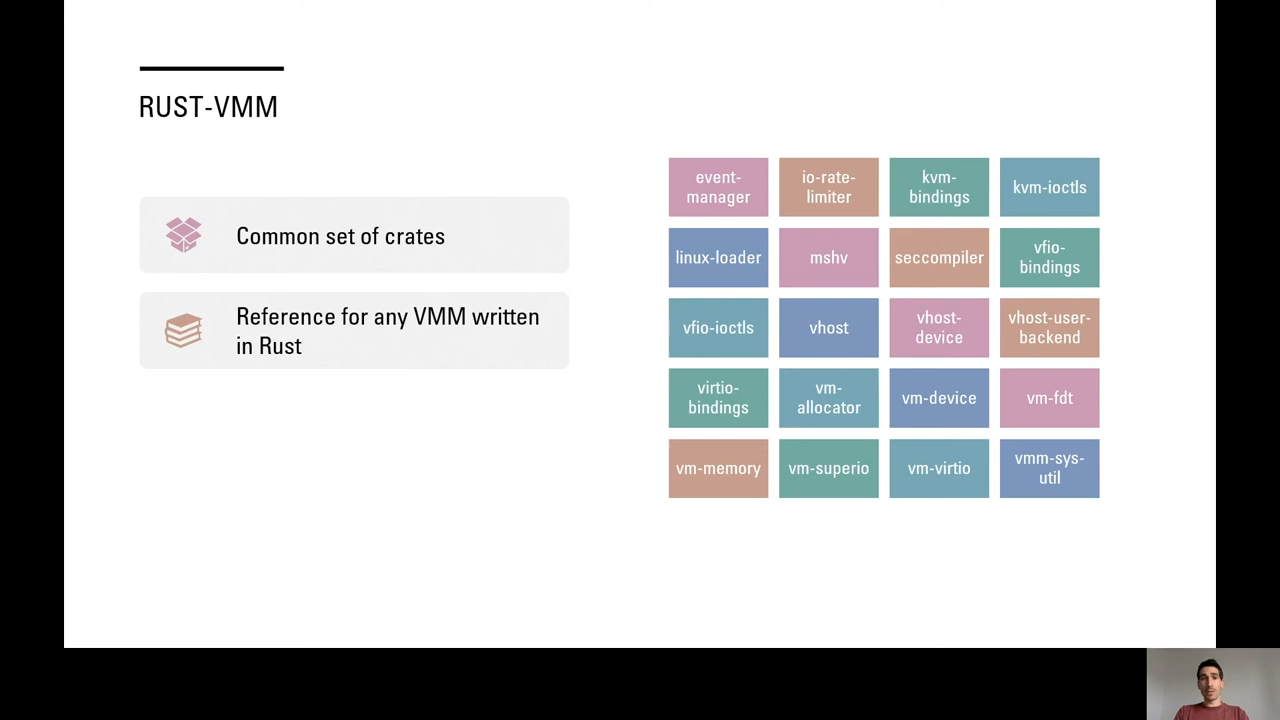 RUST-VMM
Common set of crates
Reference for any VMM written
in Rust
event-
manager
io-rate-
limiter
kvm-
bindings
kvm-ioctls
linux-loader
mshv
seccompiler
vfio-
bindings
vfio-ioctls
vhost
vhost-
device
vhost-user-
backend
virtio-
bindings
vm-
allocator
vm-device
vm-fdt
vm-memory
vm-superio
vm-virtio
vmm-sys-
util